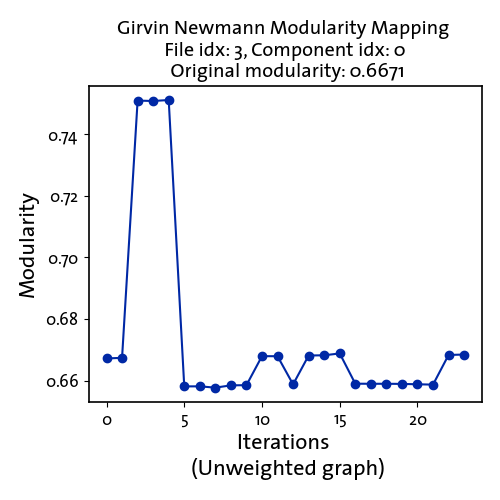 Girvin Newmann Modularity Mapping
File idx: 3, Component idx: 0
Original modularity: 0.6671
0.74
0.72
0.70
0.68
0.66
Modularity
0 5 10 15 20
Iterations
(Unweighted graph)